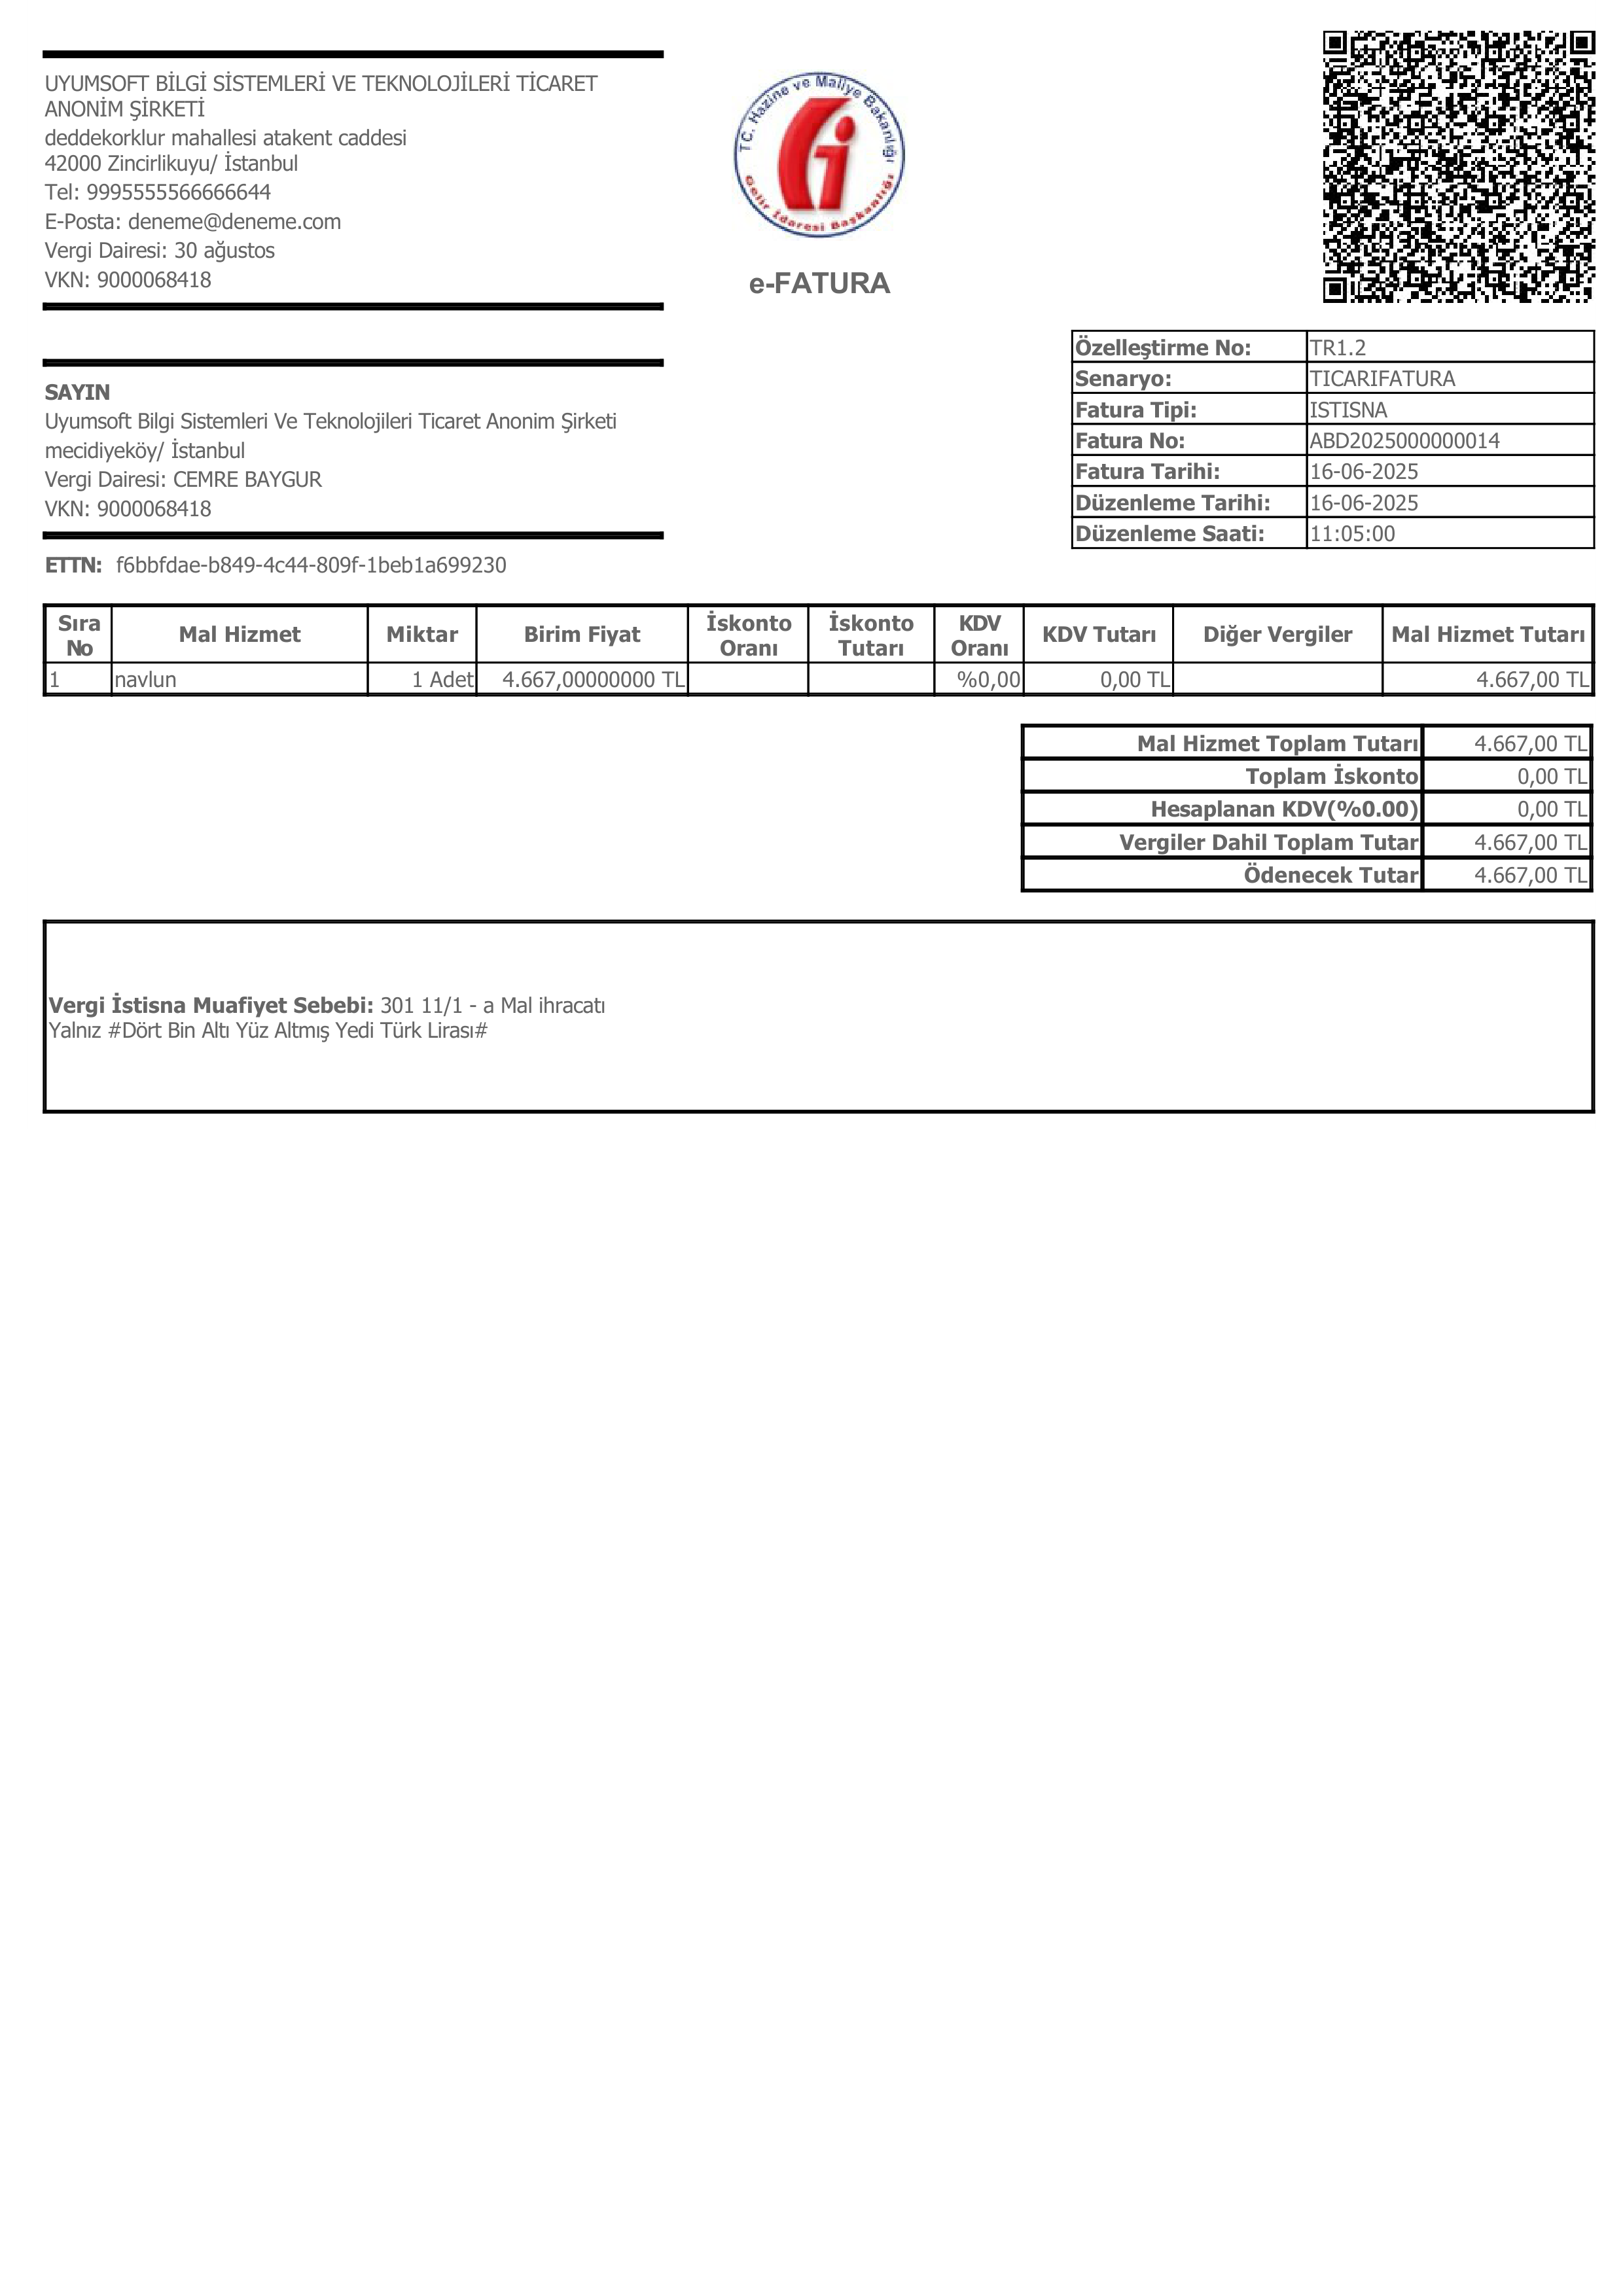 UYUMSOFT BİLGİ SİSTEMLERİ VE TEKNOLOJİLERİ TİCARET
ANONİM ŞİRKETİ
deddekorklur mahallesi atakent caddesi
42000 Zincirlikuyu/ İstanbul
Tel: 9995555566666644
E-Posta: deneme@deneme.com
Vergi Dairesi: 30 ağustos
VKN: 9000068418
T.C. Hazine ve Maliye Bakanlığı
Gelir İdaresi Başkanlığı
e-FATURA
SAYIN
Uyumsoft Bilgi Sistemleri Ve Teknolojileri Ticaret Anonim Şirketi
mecidiyeköy/ İstanbul
Vergi Dairesi: CEMRE BAYGUR
VKN: 9000068418
Özelleştirme No: TR1.2
Senaryo: TICARIFATURA
Fatura Tipi: ISTISNA
Fatura No: ABD2025000000014
Fatura Tarihi: 16-06-2025
Düzenleme Tarihi: 16-06-2025
Düzenleme Saati: 11:05:00
ETTN: f6bbfdae-b849-4c44-809f-1beb1a699230
Sıra No Mal Hizmet Miktar Birim Fiyat İskonto Oranı İskonto Tutarı KDV Oranı KDV Tutarı Diğer Vergiler Mal Hizmet Tutarı
1 navlun 1 Adet 4.667,00000000 TL %0,00 0,00 TL 4.667,00 TL
Mal Hizmet Toplam Tutarı 4.667,00 TL
Toplam İskonto 0,00 TL
Hesaplanan KDV(%0.00) 0,00 TL
Vergiler Dahil Toplam Tutar 4.667,00 TL
Ödenecek Tutar 4.667,00 TL
Vergi İstisna Muafiyet Sebebi: 301 11/1 - a Mal ihracatı
Yalnız #Dört Bin Altı Yüz Altmış Yedi Türk Lirası#